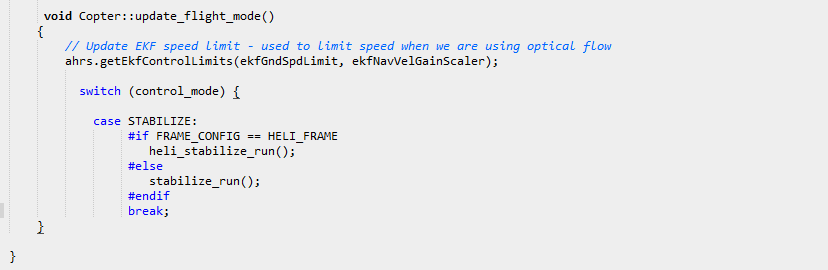 void Copter::update_flight_mode()
{
// Update EKF speed limit - used to limit speed when we are using optical flow
ahrs.getEkfControlLimits(ekfGndSpdLimit, ekfNavVelGainScaler);
switch (control_mode) {
case STABILIZE:
#if FRAME_CONFIG == HELI_FRAME
heli_stabilize_run();
#else
stabilize_run();
#endif
break;
}
}